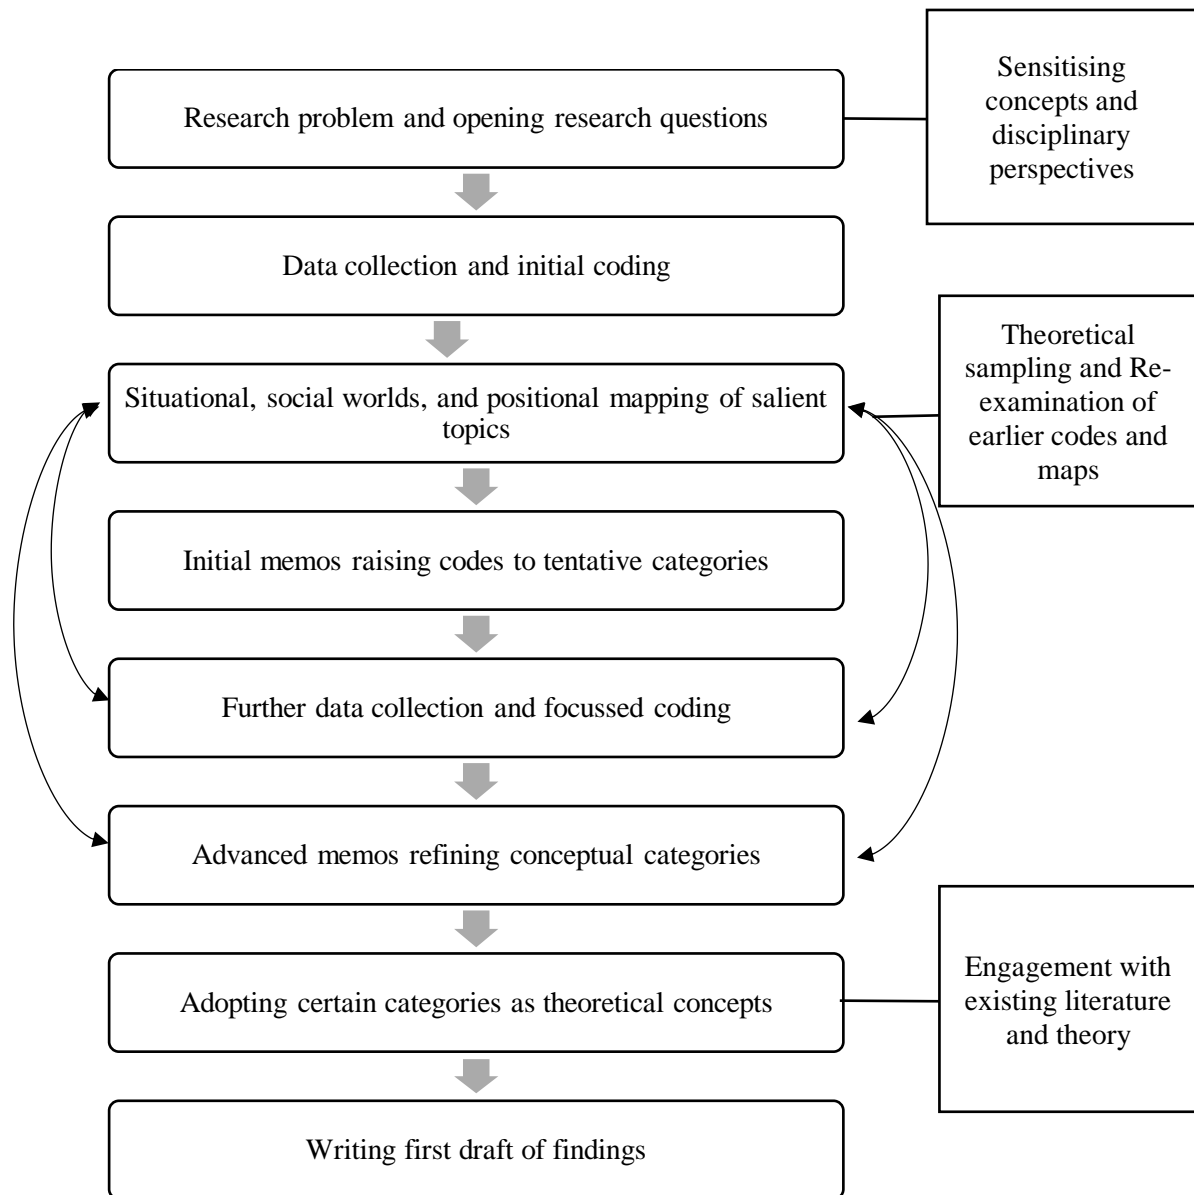 Research problem and opening research questions
Sensitising
concepts and
disciplinary
perspectives
Data collection and initial coding
Situational, social worlds, and positional mapping of salient
topics
Theoretical
sampling and Re-
examination of
earlier codes and
maps
Initial memos raising codes to tentative categories
Further data collection and focussed coding
Advanced memos refining conceptual categories
Adopting certain categories as theoretical concepts
Engagement with
existing literature
and theory
Writing first draft of findings